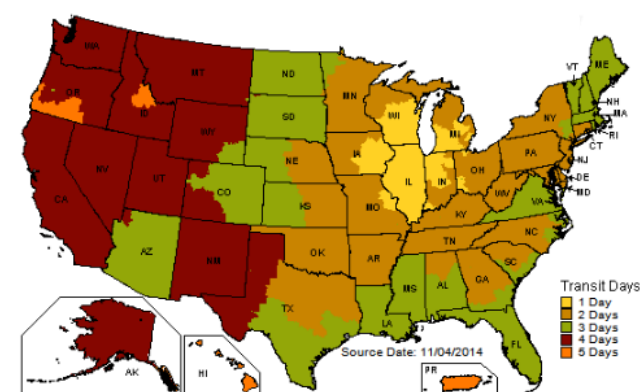 WA
MT
ND
MN
VT
ME
OR
ID
SD
WI
MI
NY
NH
MA
WY
RI
CT
NV
NE
IA
PA
NJ
UT
CO
IL
IN
OH
DE
MD
CA
KS
MO
WV
VA
KY
AZ
NM
OK
AR
TN
NC
SC
TX
MS
AL
GA
LA
FL
Transit Days
1 Day
2 Days
3 Days
4 Days
5 Days
Source Date: 11/04/2014
AK
HI
PR